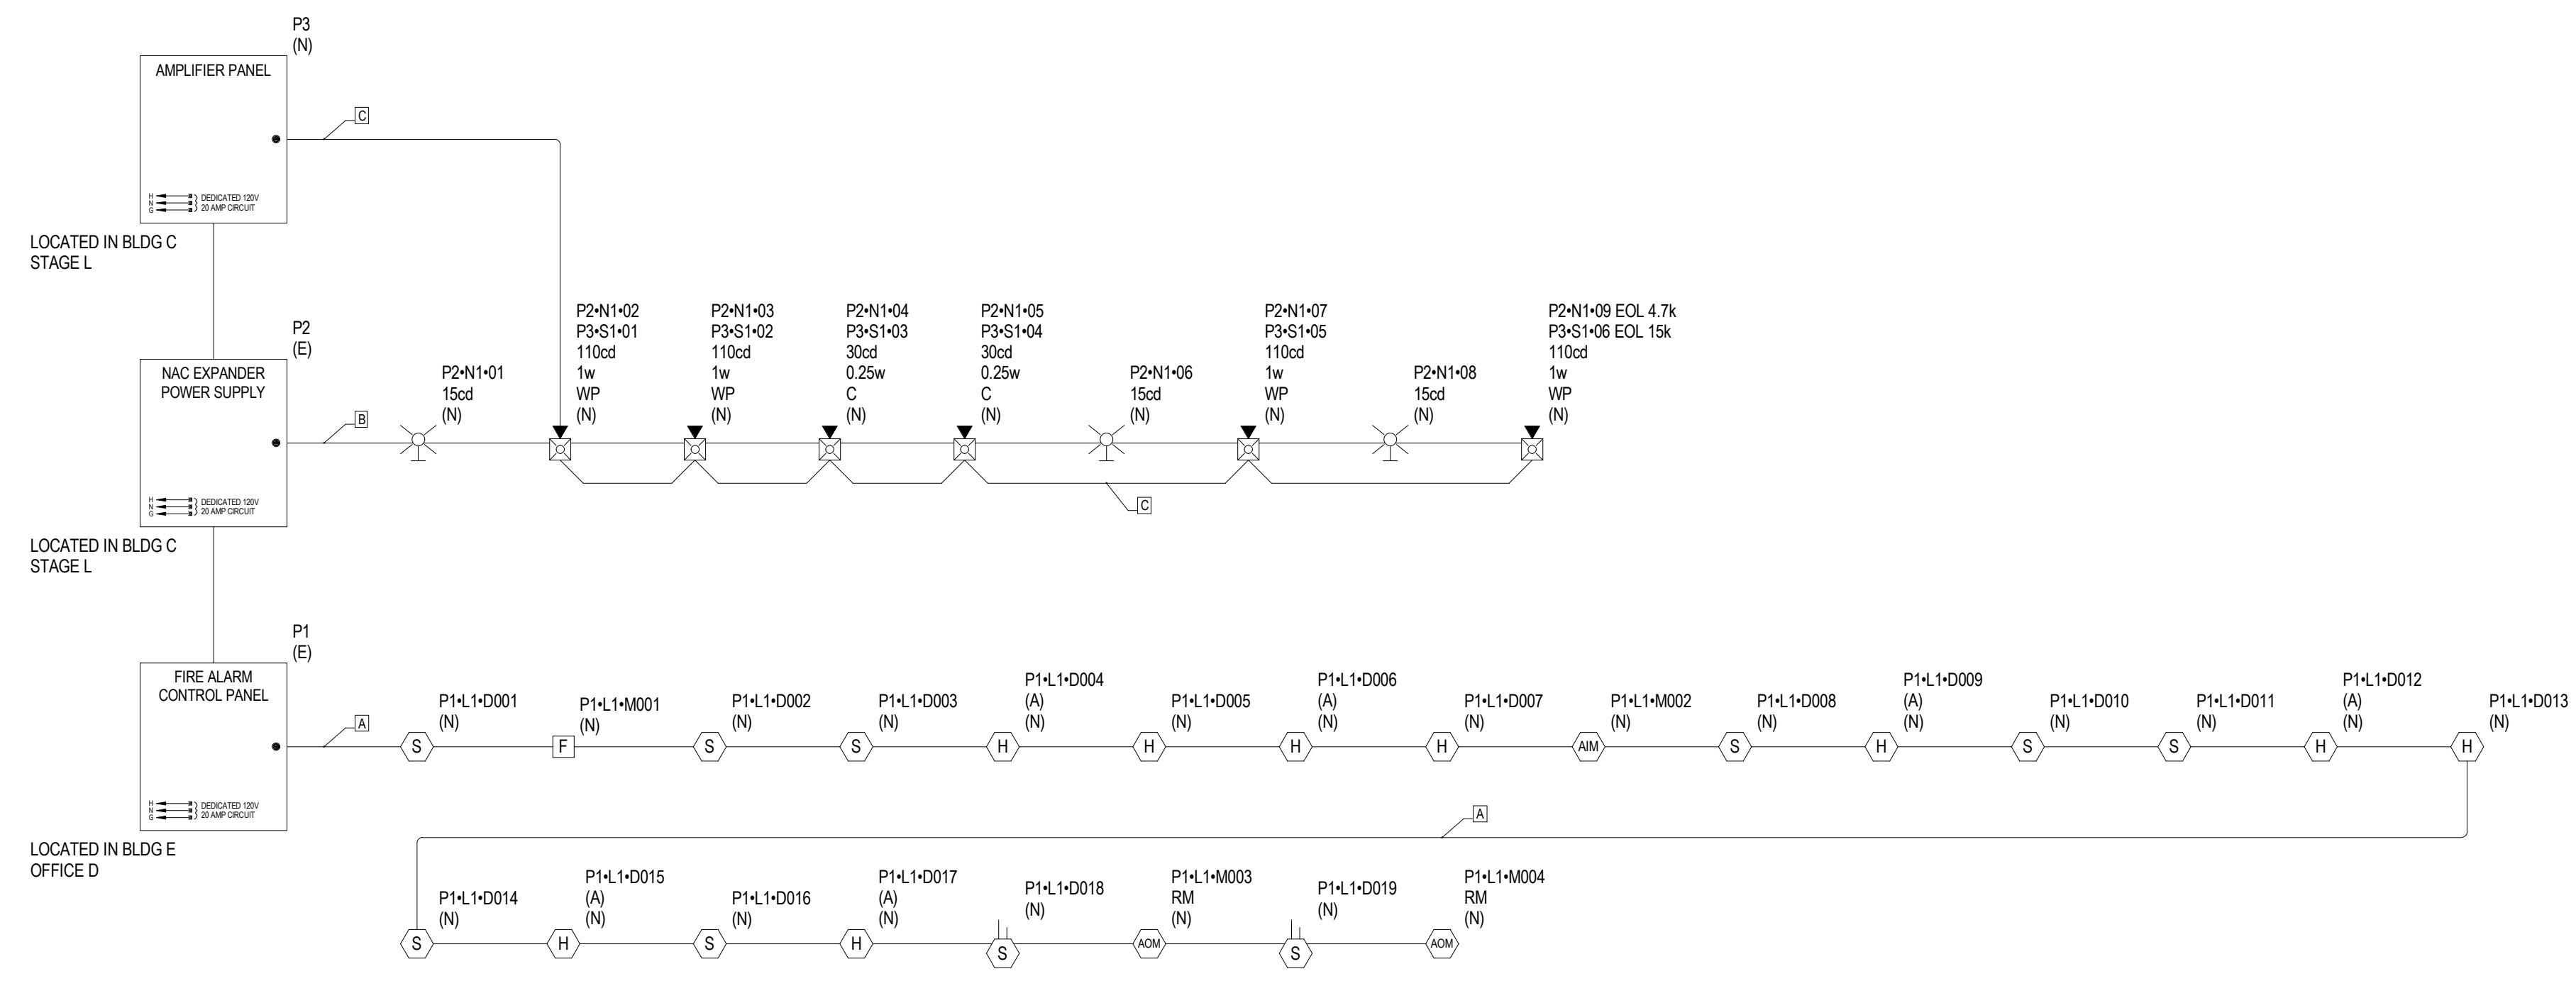 P3
(N)
AMPLIFIER PANEL
C
H
N
G
DEDICATED 120V
20 AMP CIRCUIT
LOCATED IN BLDG C
STAGE L
P2
(E)
NAC EXPANDER
POWER SUPPLY
B
H
N
G
DEDICATED 120V
20 AMP CIRCUIT
LOCATED IN BLDG C
STAGE L
P2•N1•01
15cd
(N)
P2•N1•02
P3•S1•01
110cd
1w
WP
(N)
P2•N1•03
P3•S1•02
110cd
1w
WP
(N)
P2•N1•04
P3•S1•03
30cd
0.25w
C
(N)
P2•N1•05
P3•S1•04
30cd
0.25w
C
(N)
P2•N1•06
15cd
(N)
P2•N1•07
P3•S1•05
110cd
1w
WP
(N)
P2•N1•08
15cd
(N)
P2•N1•09 EOL 4.7k
P3•S1•06 EOL 15k
110cd
1w
WP
(N)
C
P1
(E)
FIRE ALARM
CONTROL PANEL
A
H
N
G
DEDICATED 120V
20 AMP CIRCUIT
LOCATED IN BLDG E
OFFICE D
P1•L1•D001
(N)
S
P1•L1•M001
(N)
F
P1•L1•D002
(N)
S
P1•L1•D003
(N)
S
P1•L1•D004
(A)
(N)
H
P1•L1•D005
(N)
H
P1•L1•D006
(A)
(N)
H
P1•L1•D007
(N)
H
P1•L1•M002
(N)
AIM
P1•L1•D008
(N)
S
P1•L1•D009
(A)
(N)
H
P1•L1•D010
(N)
S
P1•L1•D011
(N)
S
P1•L1•D012
(A)
(N)
H
P1•L1•D013
(N)
H
A
P1•L1•D014
(N)
S
P1•L1•D015
(A)
(N)
H
P1•L1•D016
(N)
S
P1•L1•D017
(A)
(N)
H
P1•L1•D018
(N)
S
P1•L1•M003
RM
(N)
AOM
P1•L1•D019
(N)
S
P1•L1•M004
RM
(N)
AOM